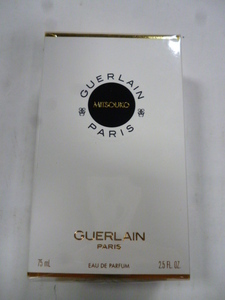 GUERLAIN
MITSOUKO
PARIS
GUERLAIN
PARIS
75 mL
EAU DE PARFUM
2.5 FL. OZ